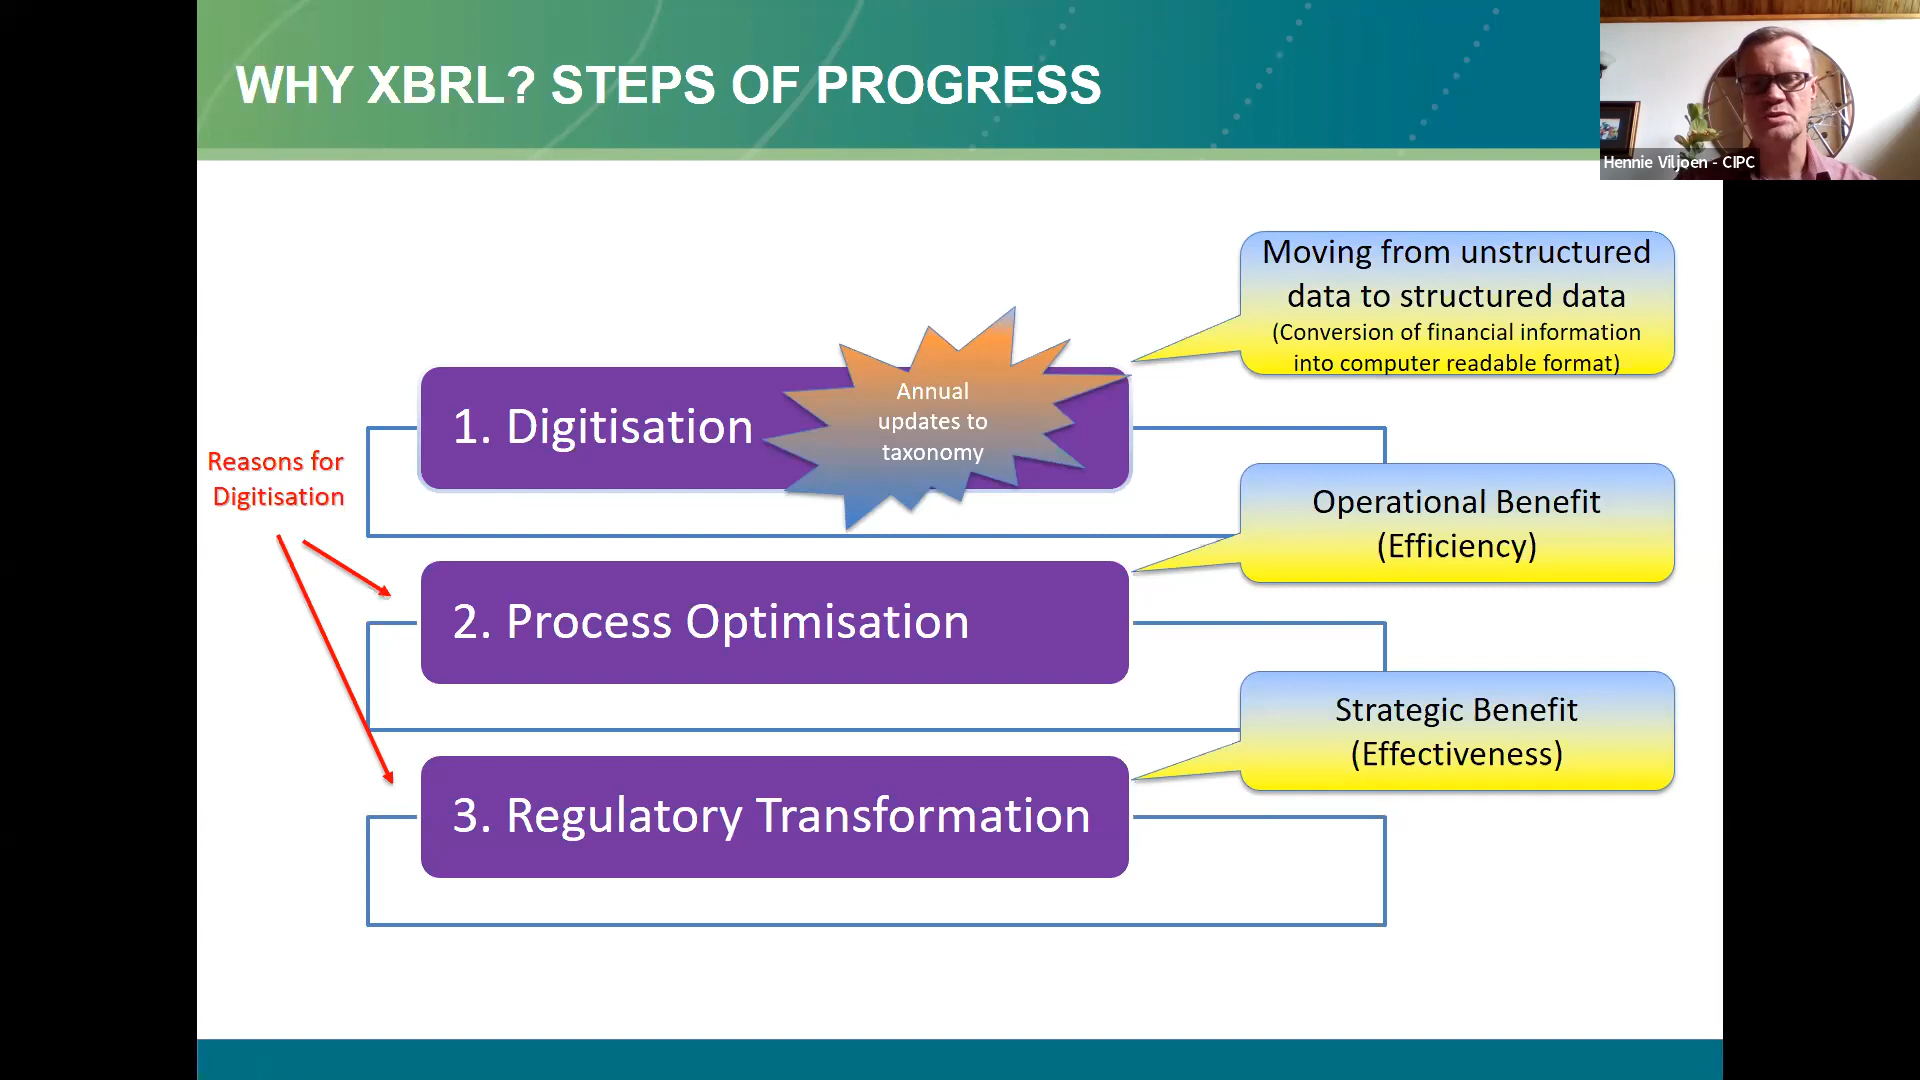 WHY XBRL? STEPS OF PROGRESS
Hennie Viljoen - CIPC
Moving from unstructured
data to structured data
(Conversion of financial information
into computer readable format)
Annual
updates to
taxonomy
1. Digitisation
Reasons for
Digitisation
Operational Benefit
(Efficiency)
2. Process Optimisation
Strategic Benefit
(Effectiveness)
3. Regulatory Transformation